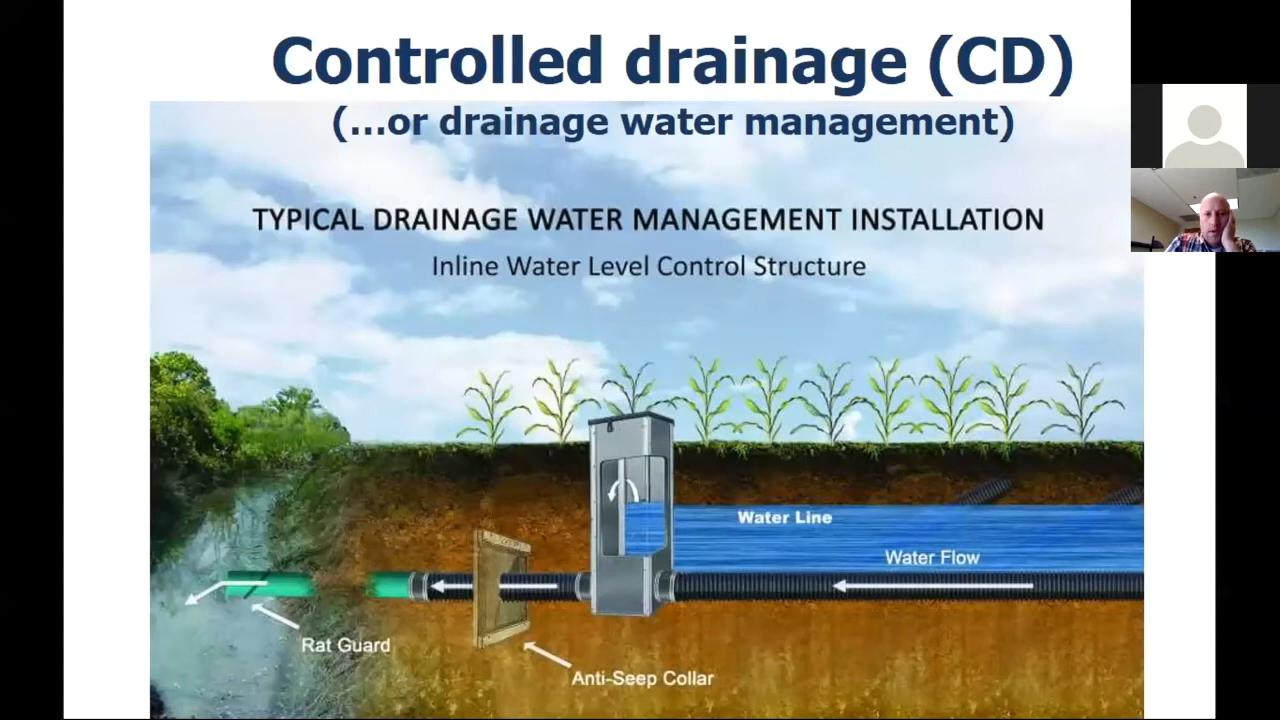 Controlled drainage (CD)
(...or drainage water management)
TYPICAL DRAINAGE WATER MANAGEMENT INSTALLATION
Inline Water Level Control Structure
Water Line
Water Flow
Rat Guard
Anti-Seep Collar